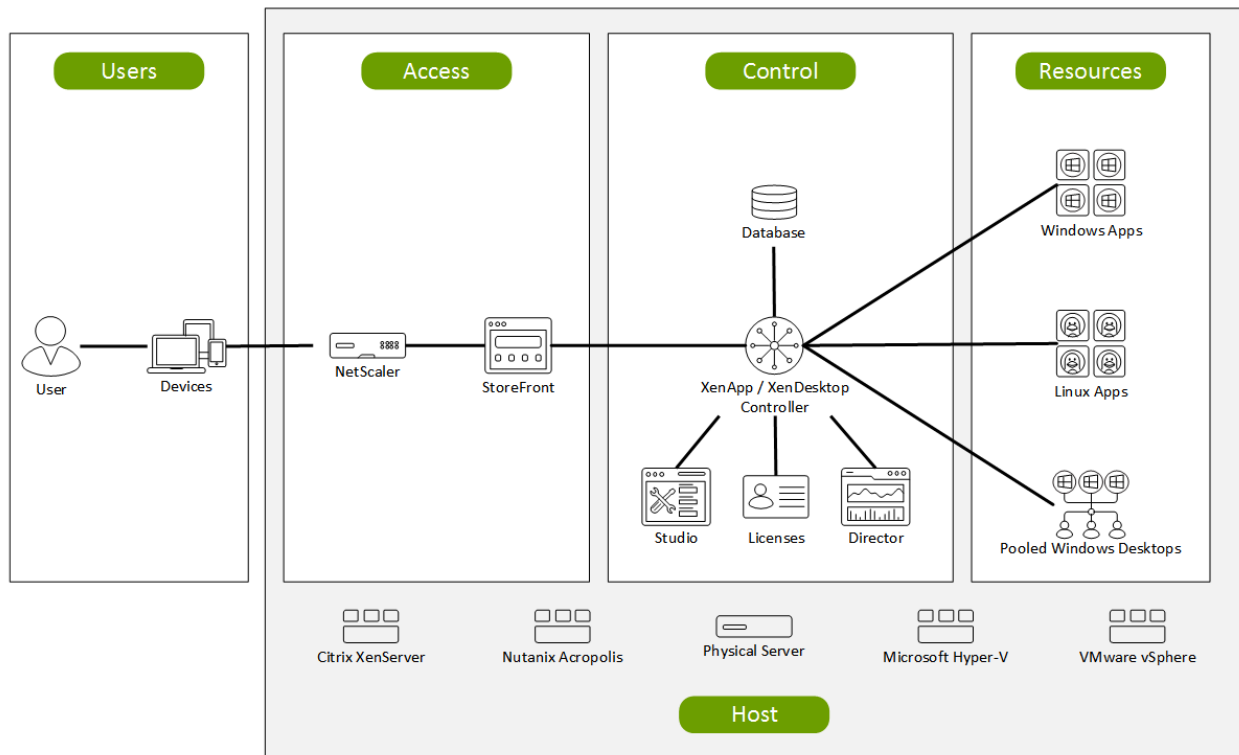 Users
Access
Control
Resources
Database
Windows Apps
User
Devices
NetScaler
StoreFront
XenApp / XenDesktop
Controller
Linux Apps
Studio
Licenses
Director
Pooled Windows Desktops
Citrix XenServer
Nutanix Acropolis
Physical Server
Microsoft Hyper-V
VMware vSphere
Host